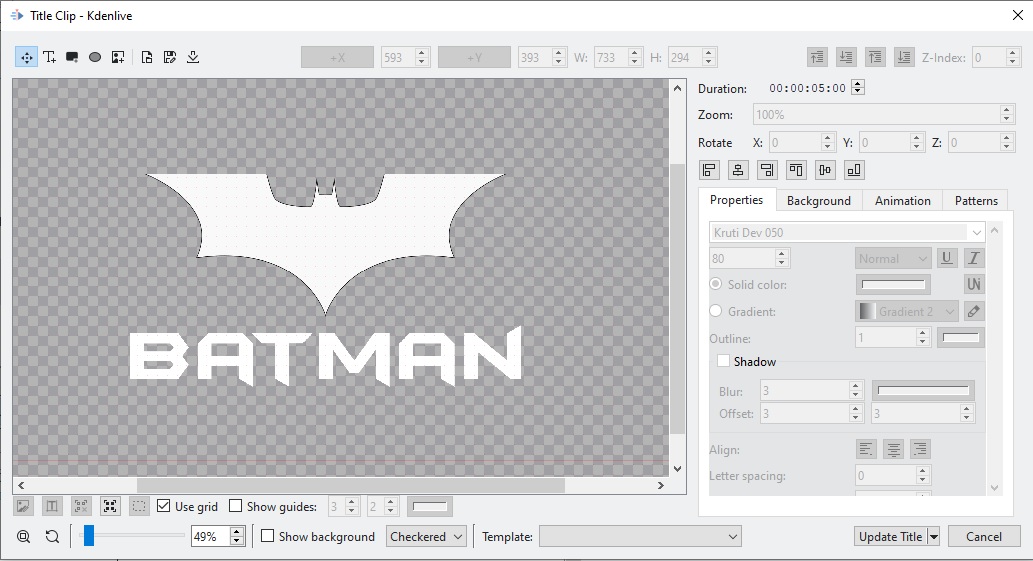 Title Clip - Kdenlive
+X 593 +Y 393 W: 733 H: 294 Z-Index: 0
Duration: 00:00:05:00
Zoom: 100%
Rotate X: 0 Y: 0 Z: 0
Properties Background Animation Patterns
Kruti Dev 050
80 Normal U I
Solid color: UN
Gradient: Gradient 2
Outline: 1
Shadow
Blur: 3
Offset: 3 3
Align:
Letter spacing: 0
BATMAN
Use grid Show guides: 3 2
49% Show background Checkered Template: Update Title Cancel